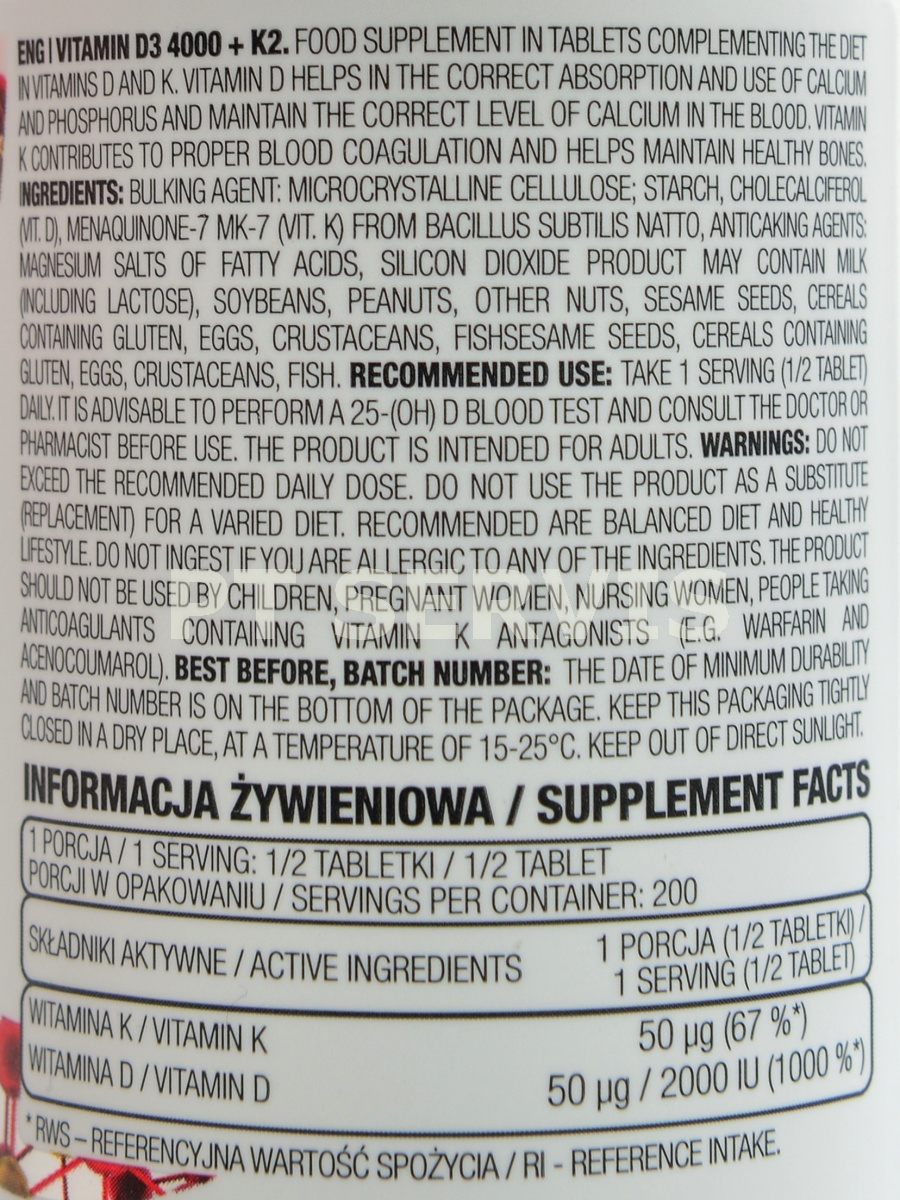 ENG | VITAMIN D3 4000 + K2. FOOD SUPPLEMENT IN TABLETS COMPLEMENTING THE DIET
IN VITAMINS D AND K. VITAMIN D HELPS IN THE CORRECT ABSORPTION AND USE OF CALCIUM
AND PHOSPHORUS AND MAINTAIN THE CORRECT LEVEL OF CALCIUM IN THE BLOOD. VITAMIN
K CONTRIBUTES TO PROPER BLOOD COAGULATION AND HELPS MAINTAIN HEALTHY BONES.
INGREDIENTS: BULKING AGENT: MICROCRYSTALLINE CELLULOSE; STARCH, CHOLECALCIFEROL
(VIT. D), MENAQUINONE-7 MK-7 (VIT. K) FROM BACILLUS SUBTILIS NATTO, ANTICAKING AGENTS:
MAGNESIUM SALTS OF FATTY ACIDS, SILICON DIOXIDE PRODUCT MAY CONTAIN MILK
(INCLUDING LACTOSE), SOYBEANS, PEANUTS, OTHER NUTS, SESAME SEEDS, CEREALS
CONTAINING GLUTEN, EGGS, CRUSTACEANS, FISHSESAME SEEDS, CEREALS CONTAINING
GLUTEN, EGGS, CRUSTACEANS, FISH. RECOMMENDED USE: TAKE 1 SERVING (1/2 TABLET)
DAILY. IT IS ADVISABLE TO PERFORM A 25-(OH) D BLOOD TEST AND CONSULT THE DOCTOR OR
PHARMACIST BEFORE USE. THE PRODUCT IS INTENDED FOR ADULTS. WARNINGS: DO NOT
EXCEED THE RECOMMENDED DAILY DOSE. DO NOT USE THE PRODUCT AS A SUBSTITUTE
(REPLACEMENT) FOR A VARIED DIET. RECOMMENDED ARE BALANCED DIET AND HEALTHY
LIFESTYLE. DO NOT INGEST IF YOU ARE ALLERGIC TO ANY OF THE INGREDIENTS. THE PRODUCT
SHOULD NOT BE USED BY CHILDREN, PREGNANT WOMEN, NURSING WOMEN, PEOPLE TAKING
PT SERVIS
ANTICOAGULANTS CONTAINING VITAMIN K ANTAGONISTS (E.G. WARFARIN AND
ACENOCOUMAROL). BEST BEFORE, BATCH NUMBER: THE DATE OF MINIMUM DURABILITY
AND BATCH NUMBER IS ON THE BOTTOM OF THE PACKAGE. KEEP THIS PACKAGING TIGHTLY
CLOSED IN A DRY PLACE, AT A TEMPERATURE OF 15-25°C. KEEP OUT OF DIRECT SUNLIGHT.
INFORMACJA ŻYWIENIOWA / SUPPLEMENT FACTS
1 PORCJA / 1 SERVING: 1/2 TABLETKI / 1/2 TABLET
PORCJI W OPAKOWANIU / SERVINGS PER CONTAINER: 200
SKŁADNIKI AKTYWNE / ACTIVE INGREDIENTS 1 PORCJA (1/2 TABLETKI) /
1 SERVING (1/2 TABLET)
WITAMINA K / VITAMIN K 50 µg (67 %*)
WITAMINA D / VITAMIN D 50 µg / 2000 IU (1000 %*)
* RWS – REFERENCYJNA WARTOŚĆ SPOŻYCIA / RI - REFERENCE INTAKE.